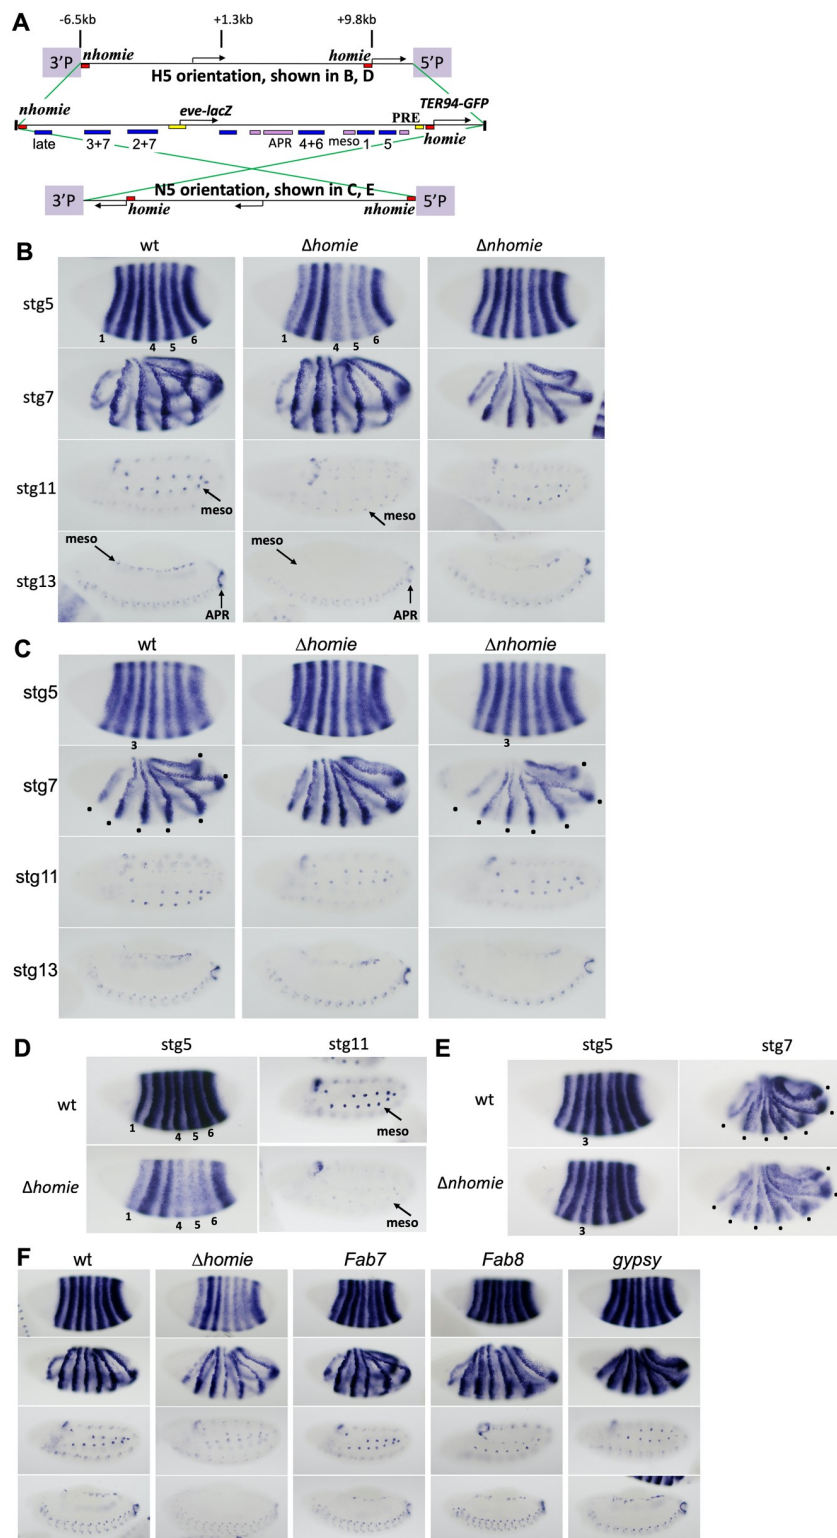 A
-6.5kb +1.3kb +9.8kb
3'P nhomie homie 5'P
H5 orientation, shown in B, D
nhomie eve-lacZ PRE TER94-GFP
late 3+7 2+7 APR 4+6 meso 1 5 homie
N5 orientation, shown in C, E
3'P homie nhomie 5'P
B
wt Δhomie Δnhomie
stg5
1 4 5 6 1 4 5 6
stg7
stg11
meso meso
stg13
meso meso
APR APR
C
wt Δhomie Δnhomie
stg5
3 3
stg7
stg11
stg13
D
stg5 stg11
wt
1 4 5 6 meso
Δhomie
1 4 5 6 meso
E
stg5 stg7
wt
3
Δnhomie
3
F
wt Δhomie Fab7 Fab8 gypsy